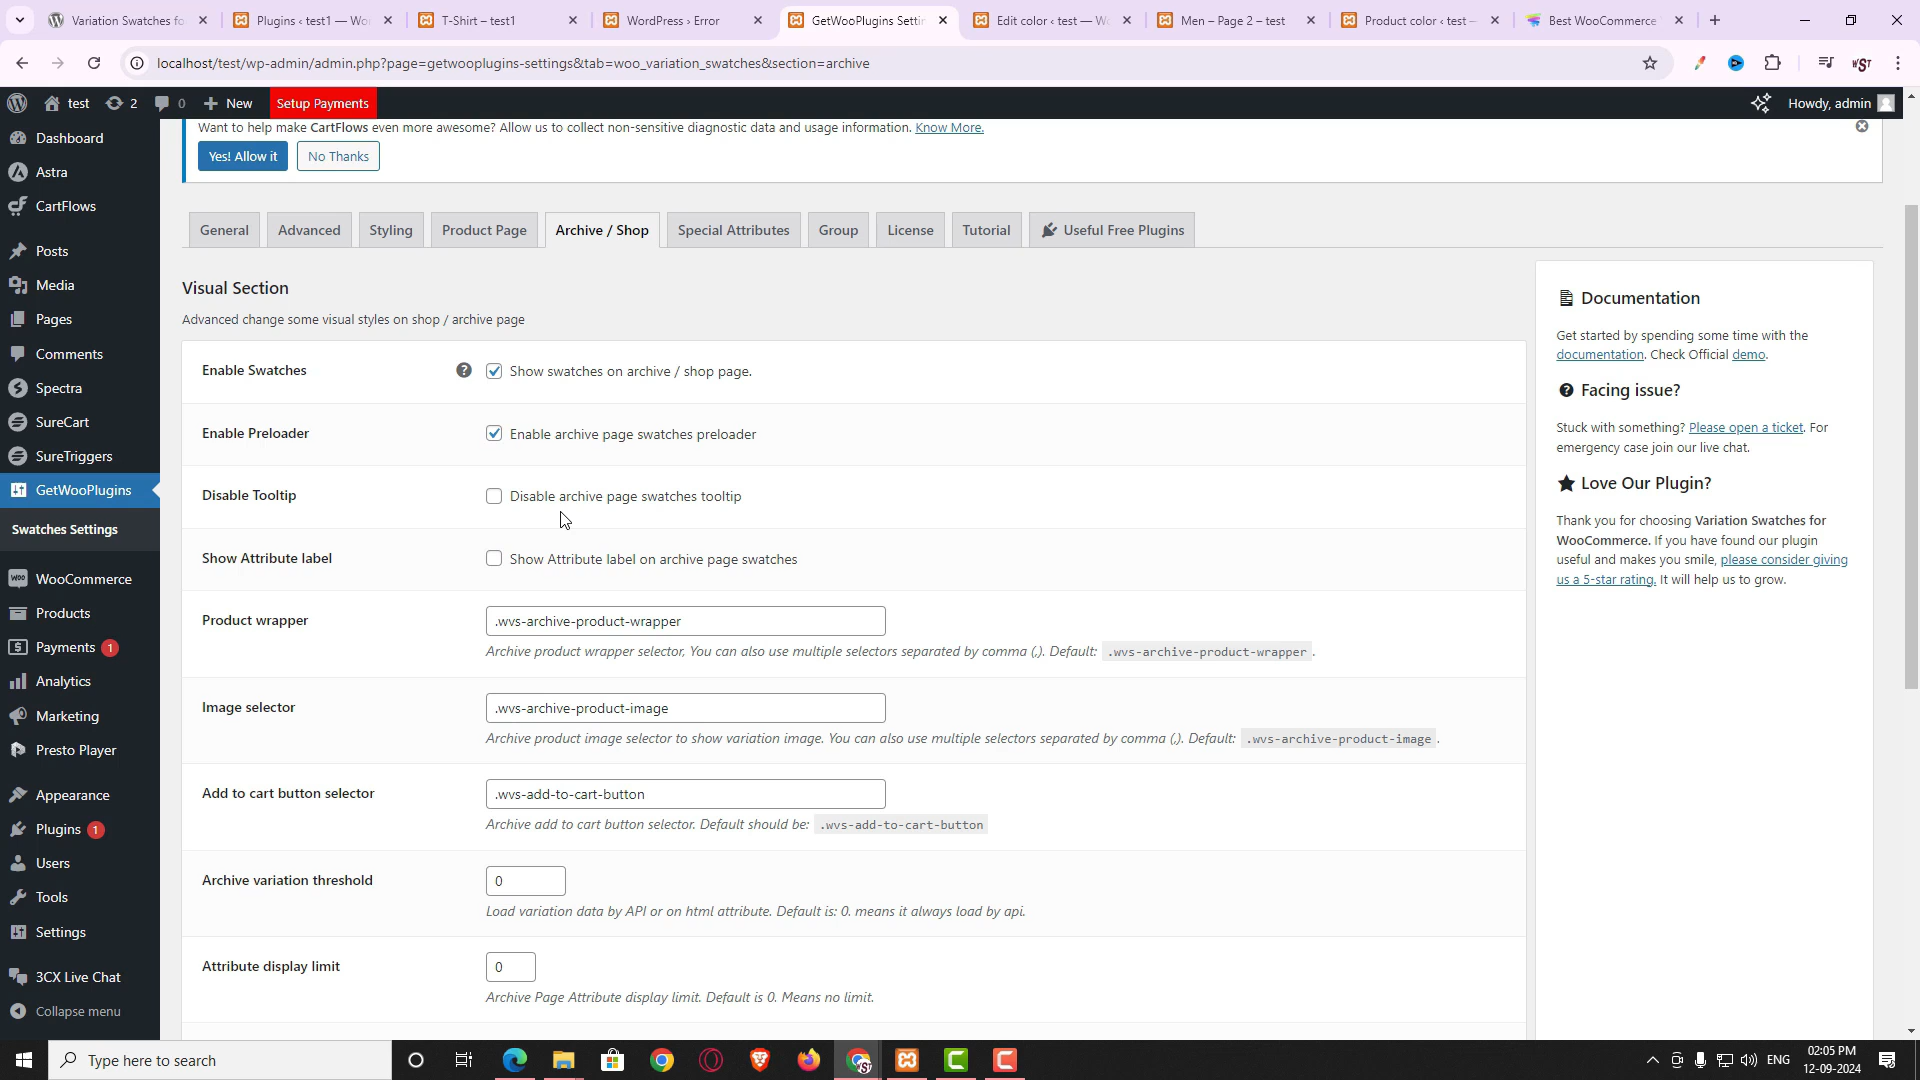 Variation Swatches fo
Plugins ‹ test1 — Wo
T-Shirt – test1
WordPress › Error
GetWooPlugins Settin
Edit color ‹ test — W
Men – Page 2 – test
Product color ‹ test —
Best WooCommerce
localhost/test/wp-admin/admin.php?page=getwooplugins-settings&tab=woo_variation_swatches&section=archive
test
2
0
New
Setup Payments
Howdy, admin
Want to help make CartFlows even more awesome? Allow us to collect non-sensitive diagnostic data and usage information. Know More.
Yes! Allow it
No Thanks
Dashboard
Astra
CartFlows
Posts
Media
Pages
Comments
Spectra
SureCart
SureTriggers
GetWooPlugins
Swatches Settings
WooCommerce
Products
Payments 1
Analytics
Marketing
Presto Player
Appearance
Plugins 1
Users
Tools
Settings
3CX Live Chat
Collapse menu
General
Advanced
Styling
Product Page
Archive / Shop
Special Attributes
Group
License
Tutorial
Useful Free Plugins
Visual Section
Advanced change some visual styles on shop / archive page
Enable Swatches
Show swatches on archive / shop page.
Enable Preloader
Enable archive page swatches preloader
Disable Tooltip
Disable archive page swatches tooltip
Show Attribute label
Show Attribute label on archive page swatches
Product wrapper
.wvs-archive-product-wrapper
Archive product wrapper selector, You can also use multiple selectors separated by comma (,). Default: .wvs-archive-product-wrapper.
Image selector
.wvs-archive-product-image
Archive product image selector to show variation image. You can also use multiple selectors separated by comma (,). Default: .wvs-archive-product-image.
Add to cart button selector
.wvs-add-to-cart-button
Archive add to cart button selector. Default should be: .wvs-add-to-cart-button
Archive variation threshold
0
Load variation data by API or on html attribute. Default is: 0. means it always load by api.
Attribute display limit
0
Archive Page Attribute display limit. Default is 0. Means no limit.
Documentation
Get started by spending some time with the
documentation. Check Official demo.
Facing issue?
Stuck with something? Please open a ticket. For
emergency case join our live chat.
Love Our Plugin?
Thank you for choosing Variation Swatches for
WooCommerce. If you have found our plugin
useful and makes you smile, please consider giving
us a 5-star rating. It will help us to grow.
Type here to search
ENG
02:05 PM
12-09-2024